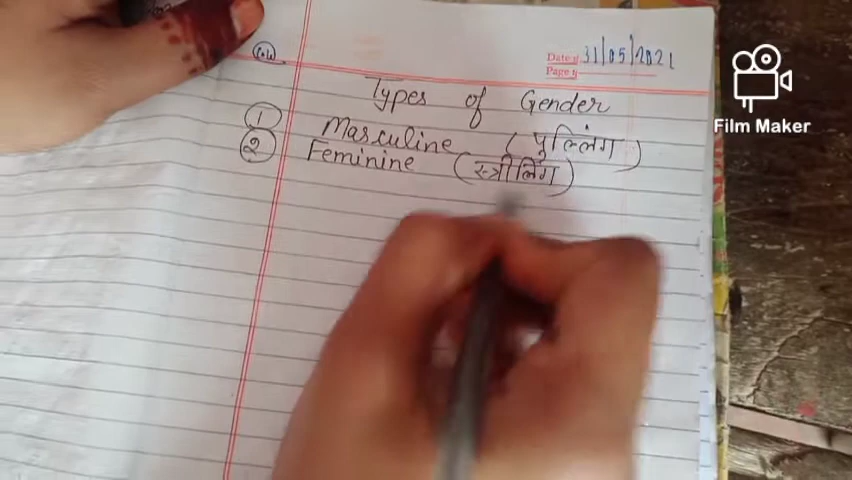 Date 31/05/2021
Page
Types of Gender
① Masculine (पुल्लिंग)
② Feminine (स्त्रीलिंग)
Film Maker